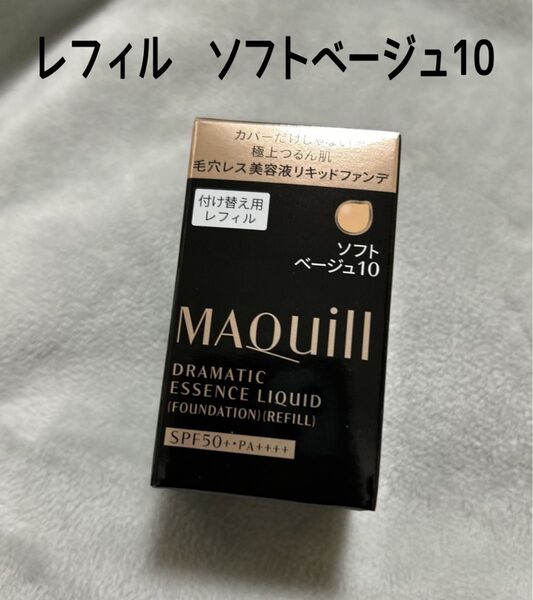 レフィル　ソフトベージュ10
カバーだけじゃない
極上つるん肌
毛穴レス美容液リキッドファンデ
付け替え用
レフィル
ソフト
ベージュ10
MAQuill
DRAMATIC
ESSENCE LIQUID
(FOUNDATION)(REFILL)
SPF50+・PA++++